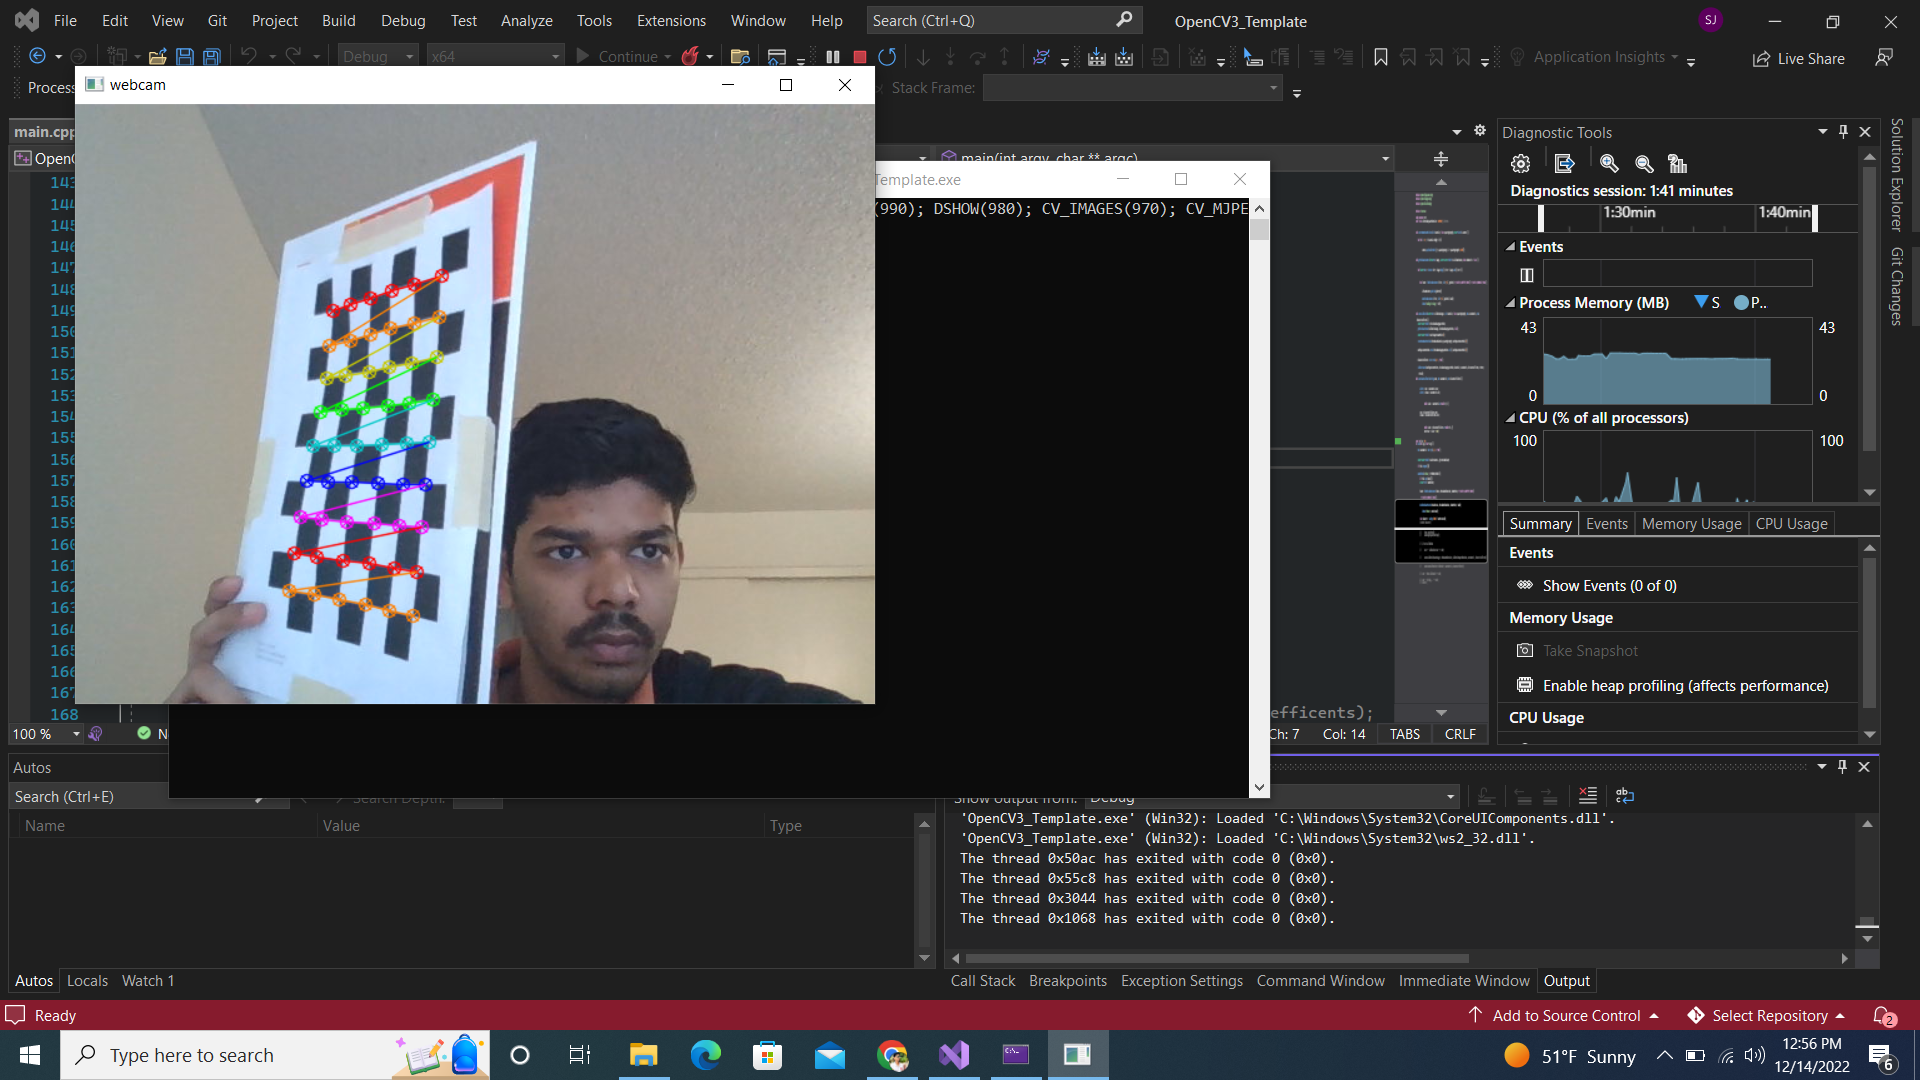 File Edit View Git Project Build Debug Test Analyze Tools Extensions Window Help Search (Ctrl+Q) OpenCV3_Template SJ
Debug x64 Continue Application Insights Live Share
Process Stack Frame:
webcam
main.cpp
OpenC main(int argv, char ** argc)
Template.exe
(990); DSHOW(980); CV_IMAGES(970); CV_MJPE
143
144
145
146
147
148
149
150
151
152
153
154
155
156
157
158
159
160
161
162
163
164
165
166
167
168
efficents);
100 % N Ch: 7 Col: 14 TABS CRLF
Diagnostic Tools
Diagnostics session: 1:41 minutes
1:30min 1:40min
Events
Process Memory (MB) S P..
43 43
0 0
CPU (% of all processors)
100 100
Summary Events Memory Usage CPU Usage
Events
Show Events (0 of 0)
Memory Usage
Take Snapshot
Enable heap profiling (affects performance)
CPU Usage
Solution Explorer
Git Changes
Autos
Search (Ctrl+E) Search Depth:
Name Value Type
Autos Locals Watch 1
Show output from: Debug
'OpenCV3_Template.exe' (Win32): Loaded 'C:\Windows\System32\CoreUIComponents.dll'.
'OpenCV3_Template.exe' (Win32): Loaded 'C:\Windows\System32\ws2_32.dll'.
The thread 0x50ac has exited with code 0 (0x0).
The thread 0x55c8 has exited with code 0 (0x0).
The thread 0x3044 has exited with code 0 (0x0).
The thread 0x1068 has exited with code 0 (0x0).
Call Stack Breakpoints Exception Settings Command Window Immediate Window Output
Ready Add to Source Control Select Repository 2
Type here to search 51°F Sunny 12:56 PM
12/14/2022 6